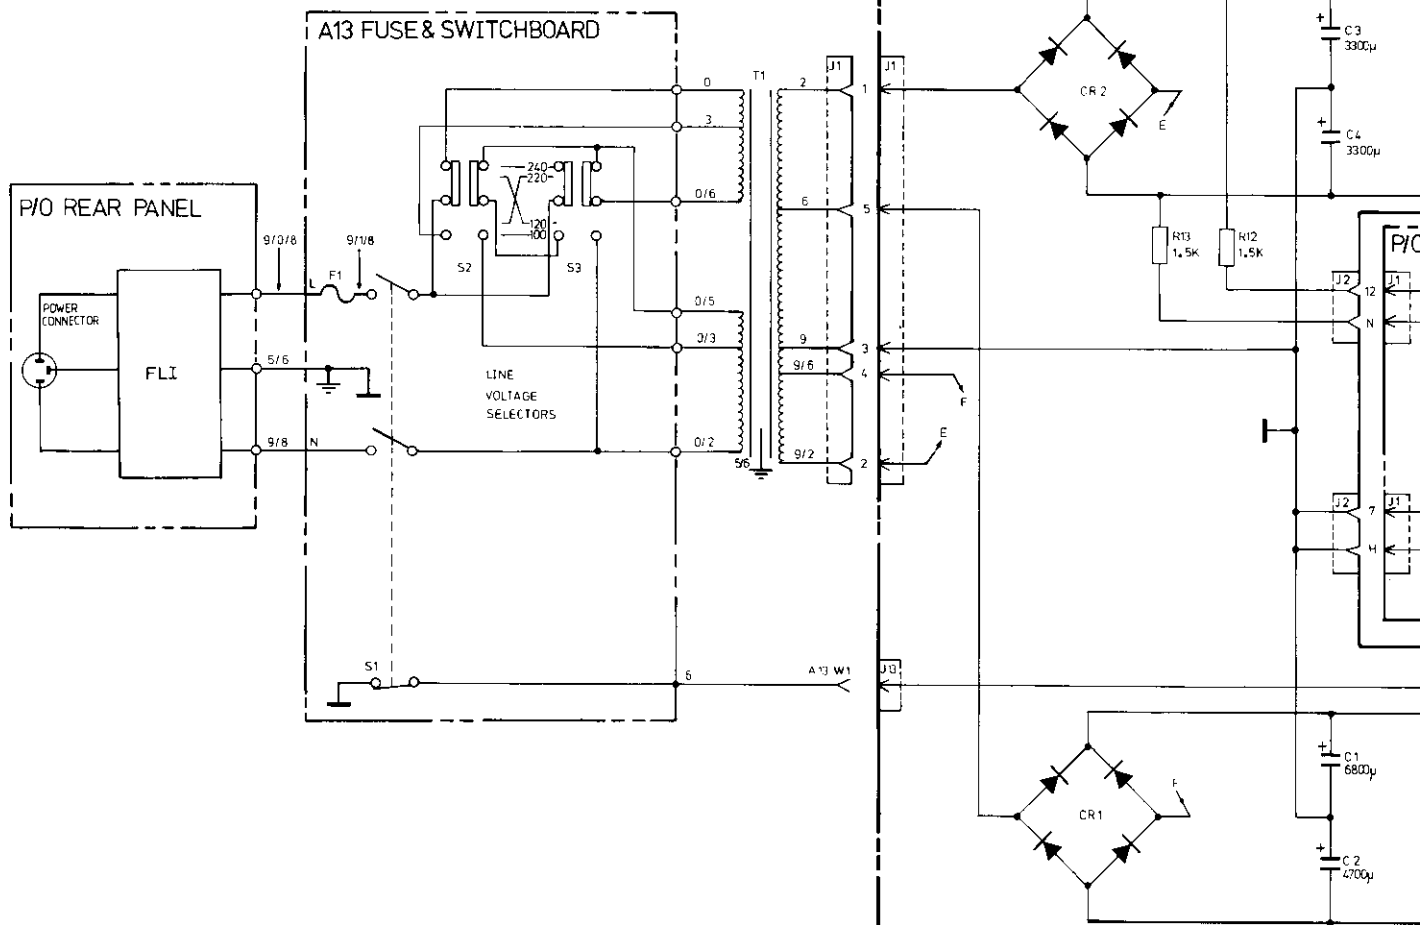 A13 FUSE & SWITCHBOARD
P/O REAR PANEL
POWER
CONNECTOR
FL1
9/0/8
9/1/8
L
F1
5/6
9/8
N
S2
S3
240
220
120
100
LINE
VOLTAGE
SELECTORS
S1
0
3
0/6
0/5
0/3
0/2
6
T1
5/6
2
6
9
9/6
9/2
J1
J1
1
5
3
4
2
F
E
A13 W1
J13
CR2
E
C3
3300µ
C4
3300µ
R13
1.5K
R12
1.5K
P/O
J2
12
N
J1
J2
7
H
J1
CR1
F
C1
6800µ
C2
4700µ